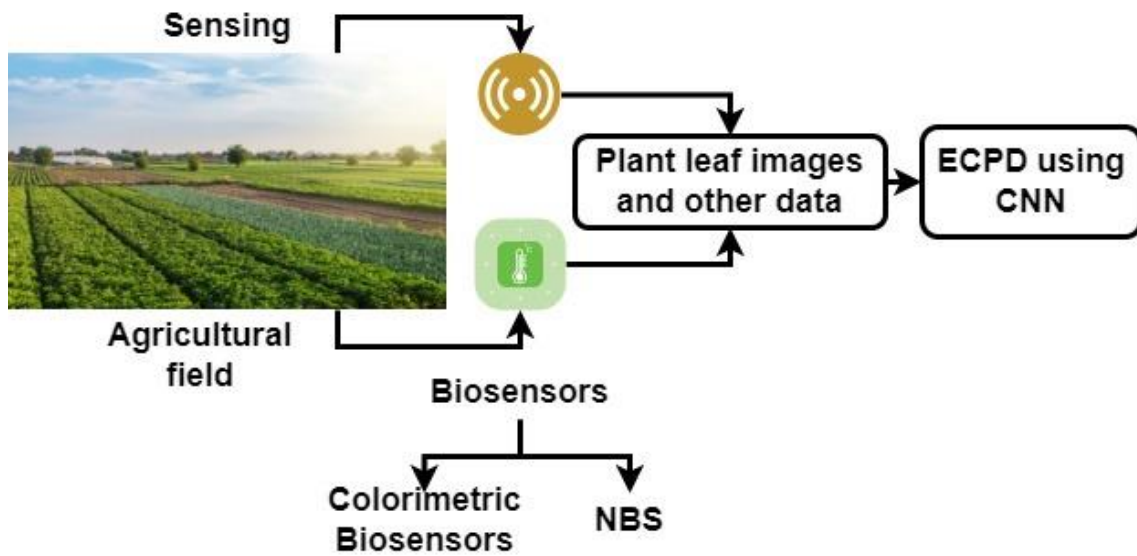 Sensing
Plant leaf images
and other data
ECPD using
CNN
Agricultural
field
Biosensors
Colorimetric
Biosensors
NBS